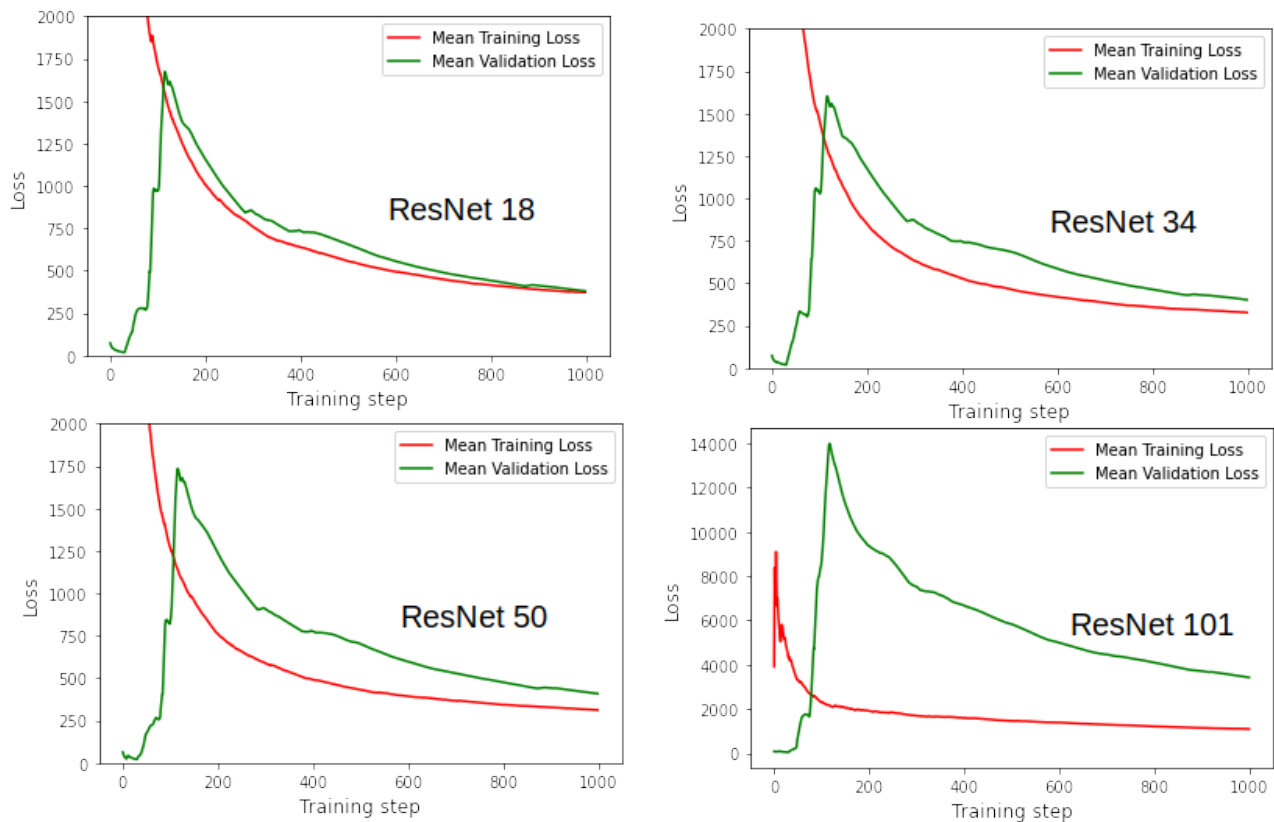 2000
1750
1500
1250
1000
750
500
250
0
Loss
Mean Training Loss
Mean Validation Loss
ResNet 18
0 200 400 600 800 1000
Training step
2000
1750
1500
1250
1000
750
500
250
0
Loss
Mean Training Loss
Mean Validation Loss
ResNet 34
0 200 400 600 800 1000
Training step
2000
1750
1500
1250
1000
750
500
250
0
Loss
Mean Training Loss
Mean Validation Loss
ResNet 50
0 200 400 600 800 1000
Training step
14000
12000
10000
8000
6000
4000
2000
0
Loss
Mean Training Loss
Mean Validation Loss
ResNet 101
0 200 400 600 800 1000
Training step